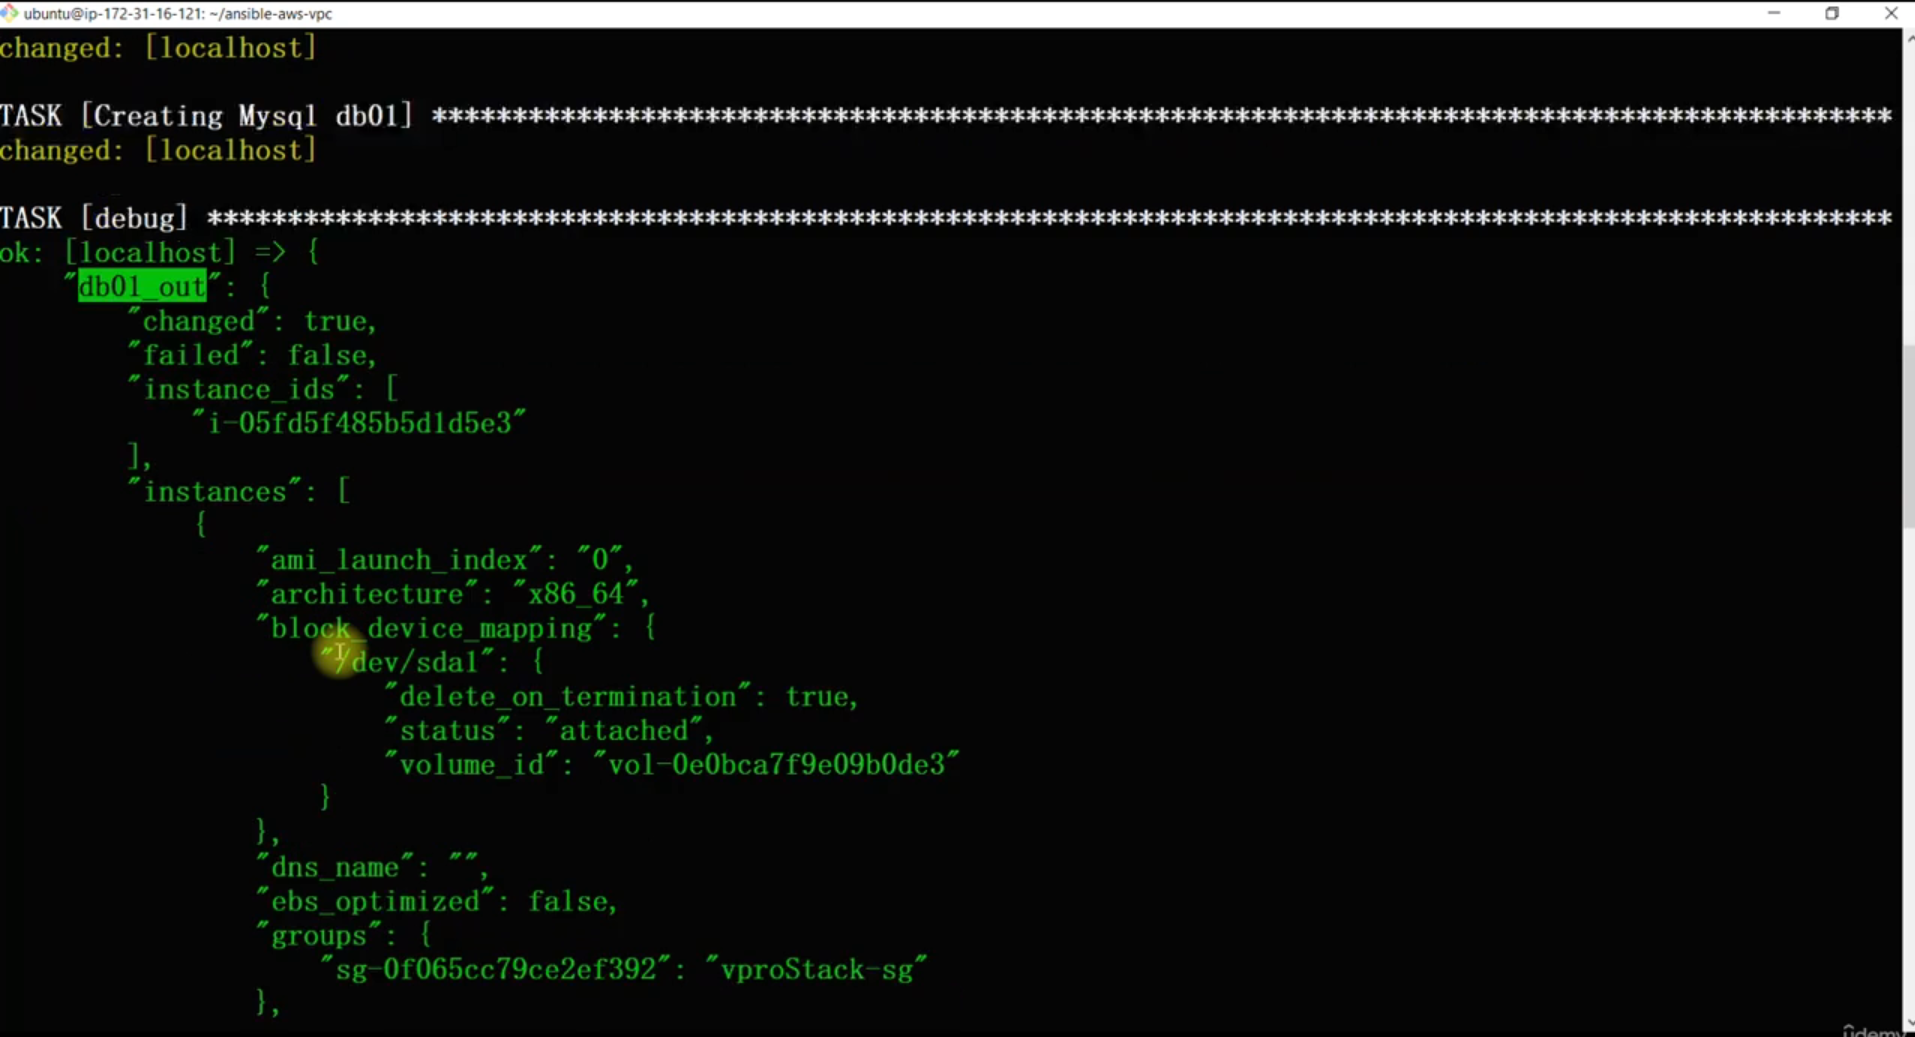 ubuntu@ip-172-31-16-121: ~/ansible-aws-vpc
changed: [localhost]
TASK [Creating Mysql db01] *******************************************************************************************
changed: [localhost]
TASK [debug] *********************************************************************************************************
ok: [localhost] => {
    "db01_out": {
        "changed": true,
        "failed": false,
        "instance_ids": [
            "i-05fd5f485b5d1d5e3"
        ],
        "instances": [
            {
                "ami_launch_index": "0",
                "architecture": "x86_64",
                "block_device_mapping": {
                    "/dev/sda1": {
                        "delete_on_termination": true,
                        "status": "attached",
                        "volume_id": "vol-0e0bca7f9e09b0de3"
                    }
                },
                "dns_name": "",
                "ebs_optimized": false,
                "groups": {
                    "sg-0f065cc79ce2ef392": "vproStack-sg"
                },
udemy